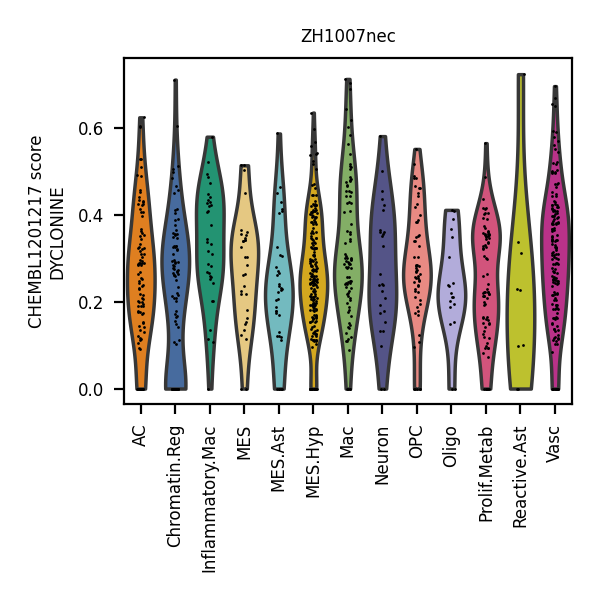 ZH1007nec
CHEMBL1201217 score
DYCLONINE
0.6
0.4
0.2
0.0
AC
Chromatin.Reg
Inflammatory.Mac
MES
MES.Ast
MES.Hyp
Mac
Neuron
OPC
Oligo
Prolif.Metab
Reactive.Ast
Vasc